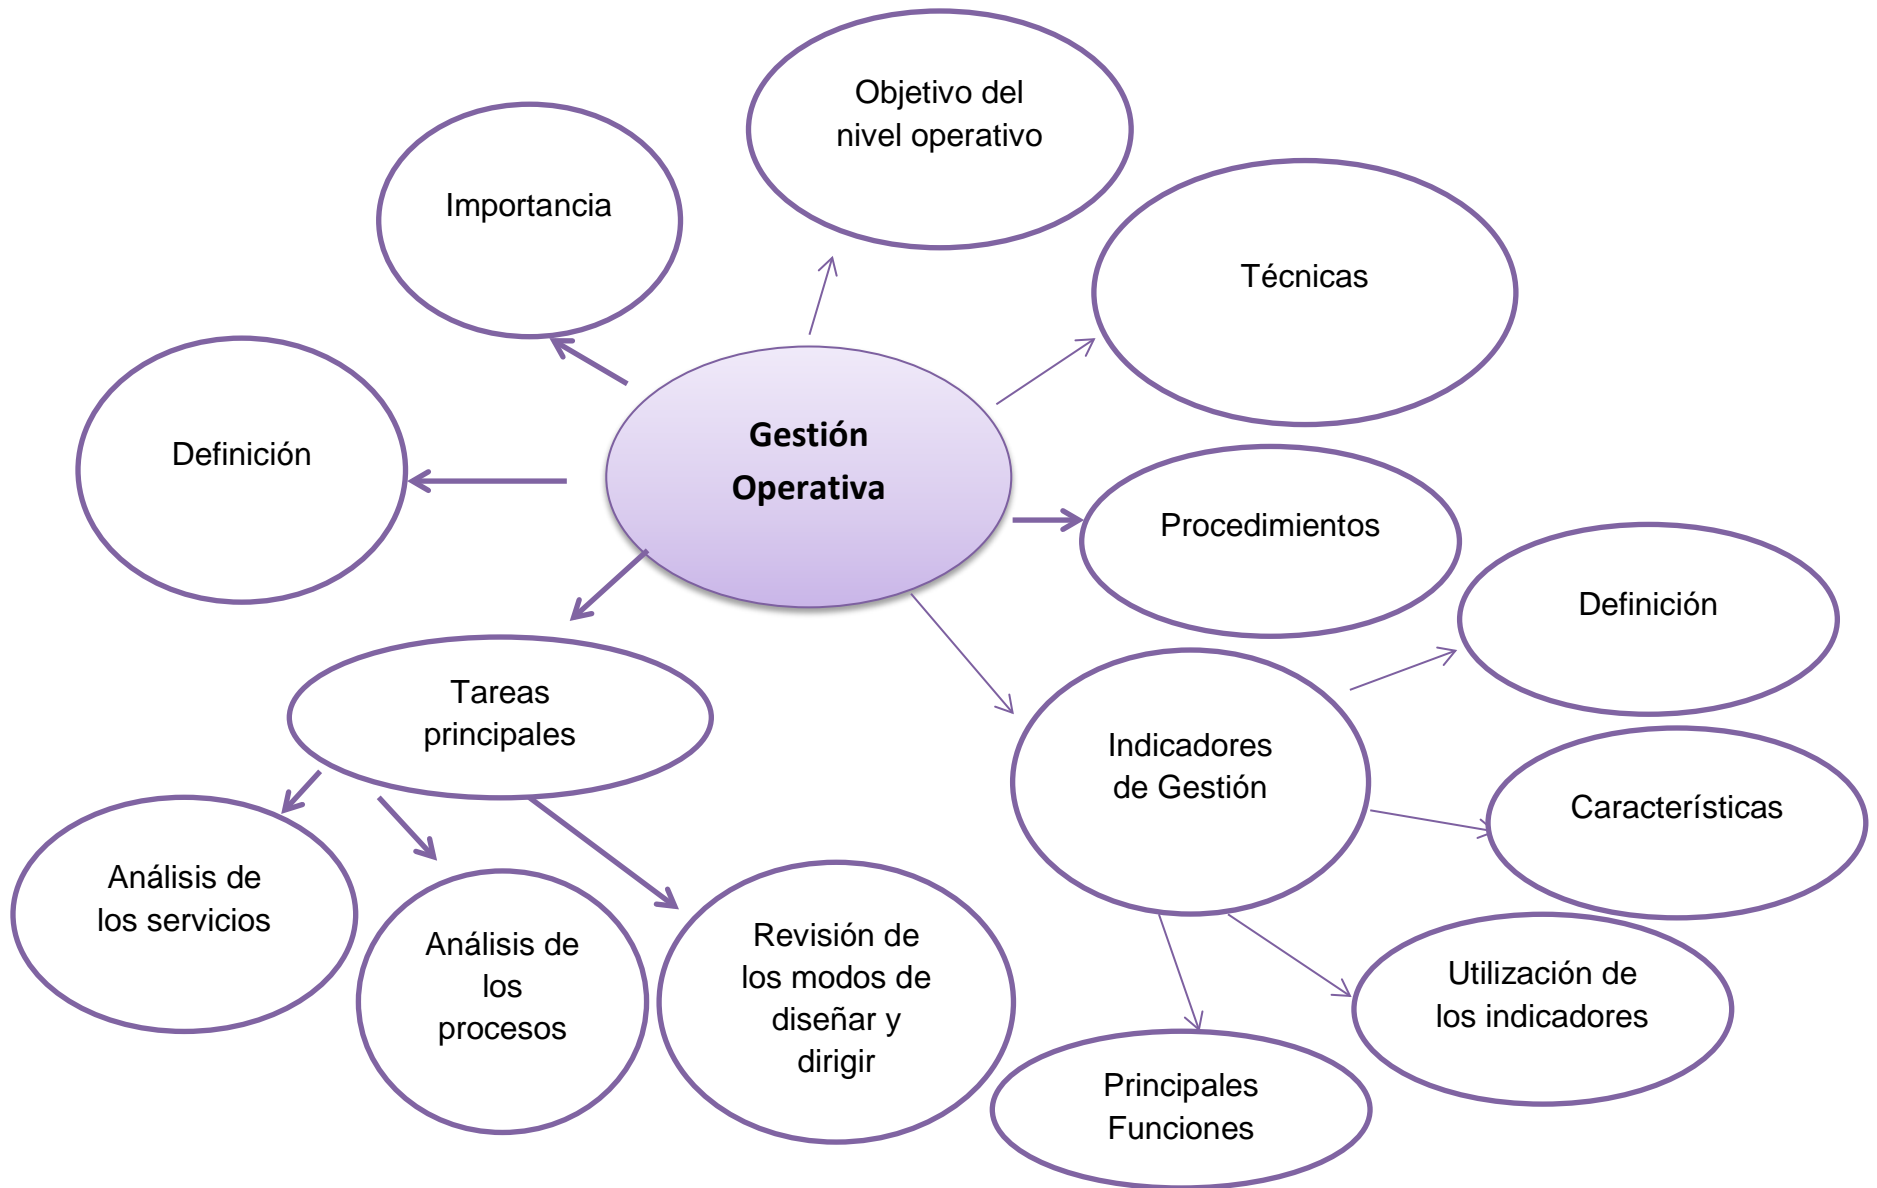 Objetivo del
nivel operativo
Importancia
Técnicas
Definición
Gestión
Operativa
Procedimientos
Definición
Tareas
principales
Indicadores
de Gestión
Características
Análisis de
los servicios
Análisis de
los
procesos
Revisión de
los modos de
diseñar y
dirigir
Utilización de
los indicadores
Principales
Funciones